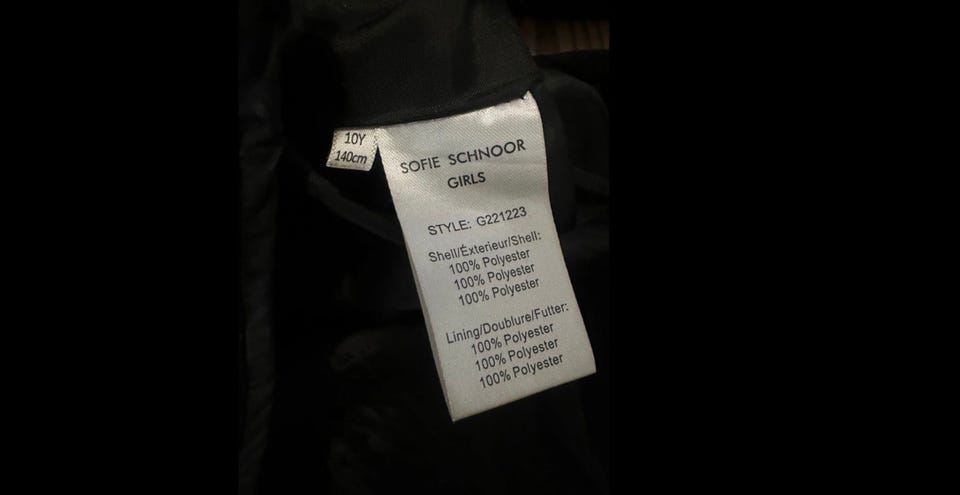 10Y
140cm
SOFIE SCHNOOR
GIRLS
STYLE: G221223
Shell/Éxterieur/Shell:
100% Polyester
100% Polyester
100% Polyester
Lining/Doublure/Futter:
100% Polyester
100% Polyester
100% Polyester